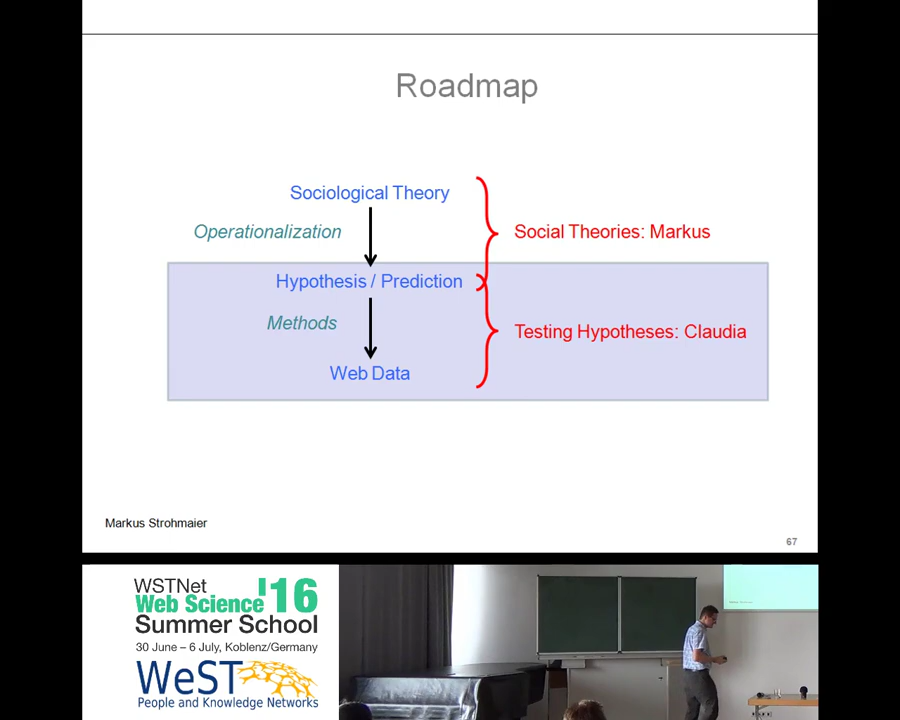 Roadmap
Sociological Theory
Operationalization
Social Theories: Markus
Hypothesis / Prediction
Methods
Testing Hypotheses: Claudia
Web Data
Markus Strohmaier
67
WSTNet
Web Science '16
Summer School
30 June – 6 July, Koblenz/Germany
WeST
People and Knowledge Networks